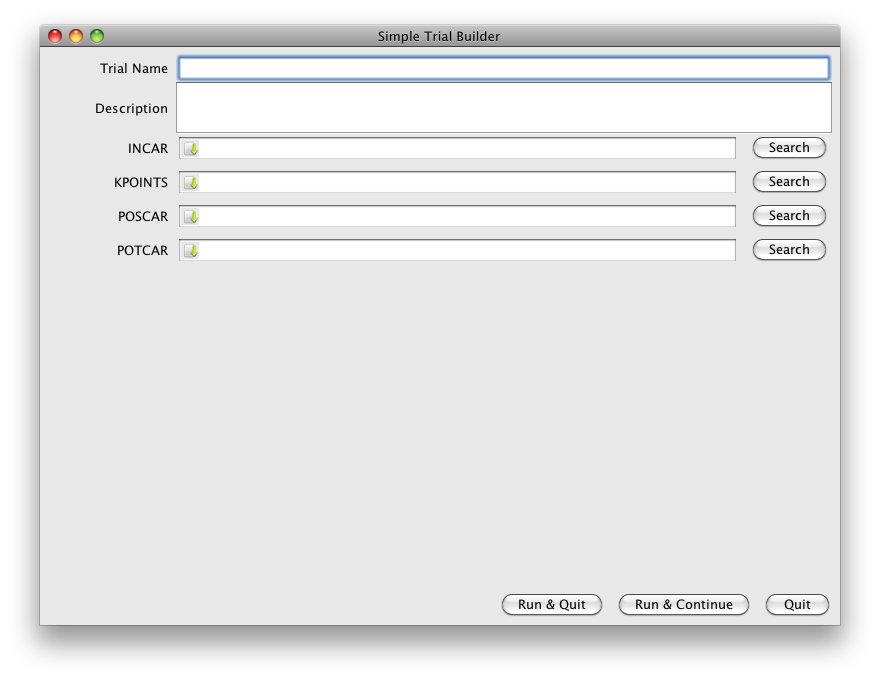 Simple Trial Builder
Trial Name
Description
INCAR Search
KPOINTS Search
POSCAR Search
POTCAR Search
Run & Quit Run & Continue Quit